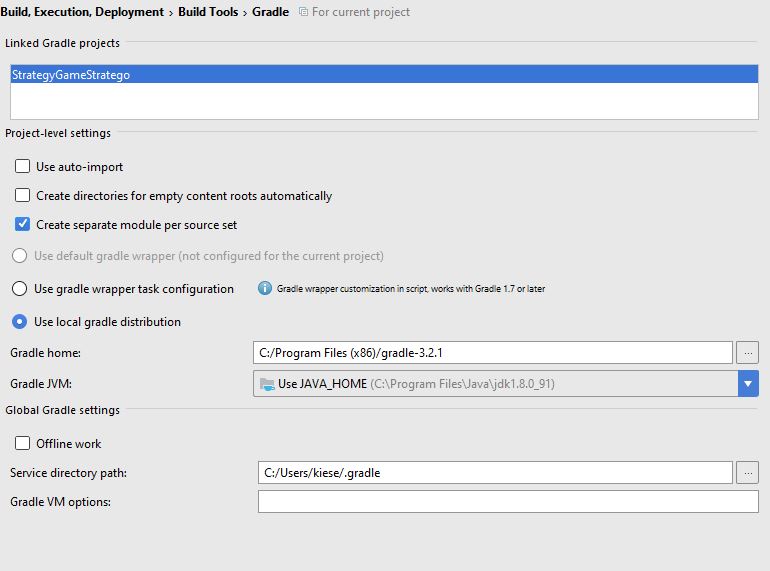 Build, Execution, Deployment › Build Tools › Gradle For current project
Linked Gradle projects
StrategyGameStratego
Project-level settings
Use auto-import
Create directories for empty content roots automatically
Create separate module per source set
Use default gradle wrapper (not configured for the current project)
Use gradle wrapper task configuration Gradle wrapper customization in script, works with Gradle 1.7 or later
Use local gradle distribution
Gradle home: C:/Program Files (x86)/gradle-3.2.1 ...
Gradle JVM: Use JAVA_HOME (C:\Program Files\Java\jdk1.8.0_91)
Global Gradle settings
Offline work
Service directory path: C:/Users/kiese/.gradle ...
Gradle VM options: